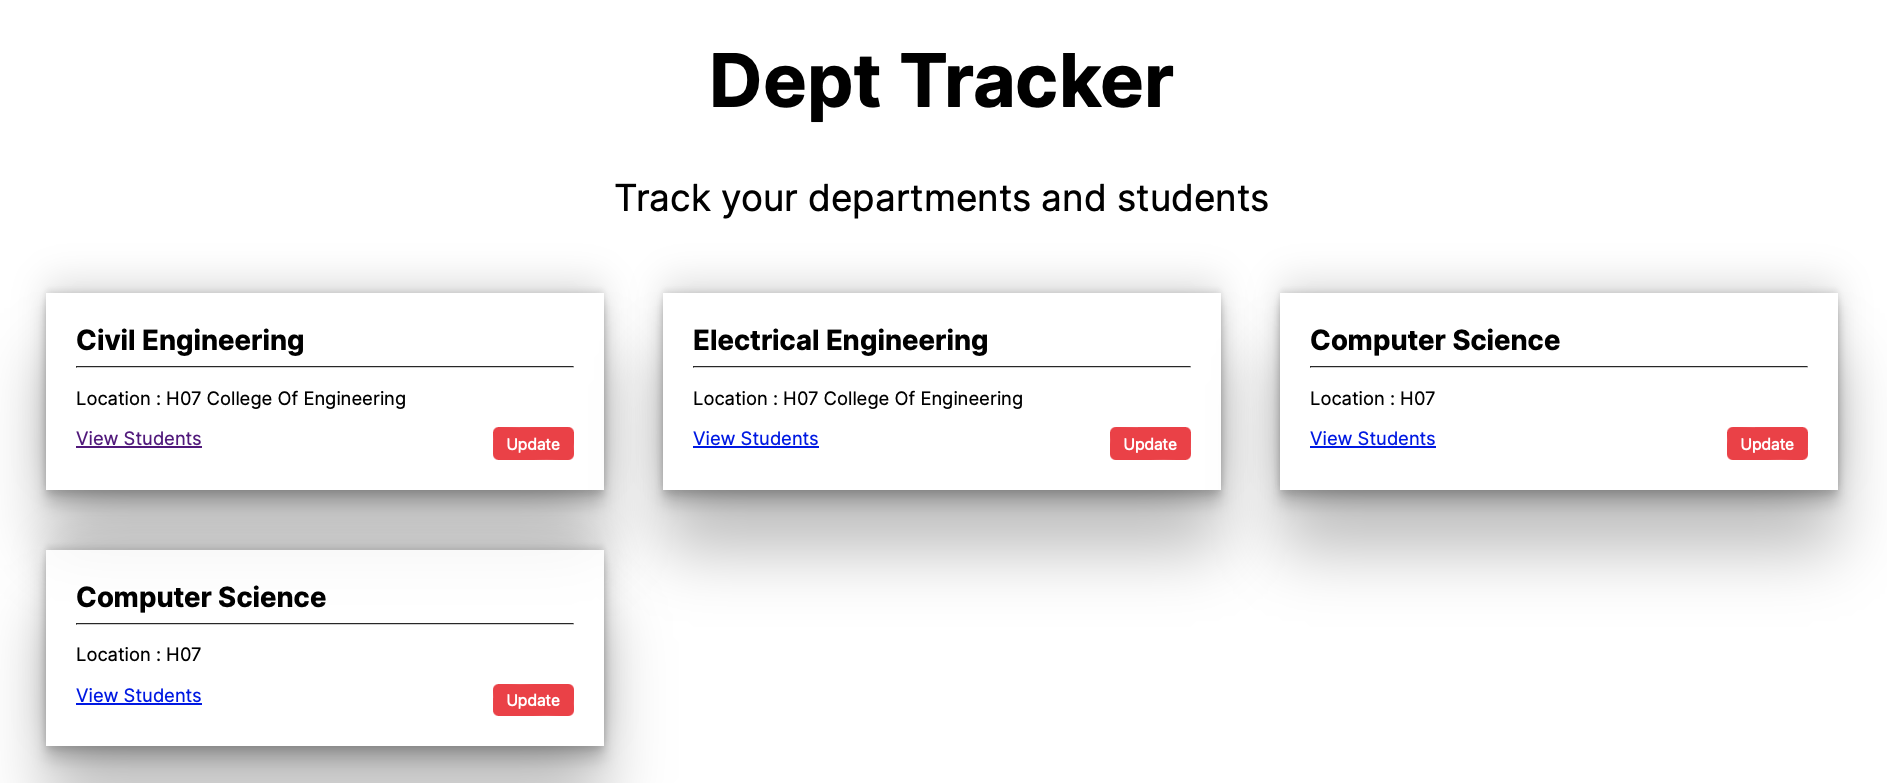 Dept Tracker
Track your departments and students
Civil Engineering
Location : H07 College Of Engineering
View Students
Update
Electrical Engineering
Location : H07 College Of Engineering
View Students
Update
Computer Science
Location : H07
View Students
Update
Computer Science
Location : H07
View Students
Update